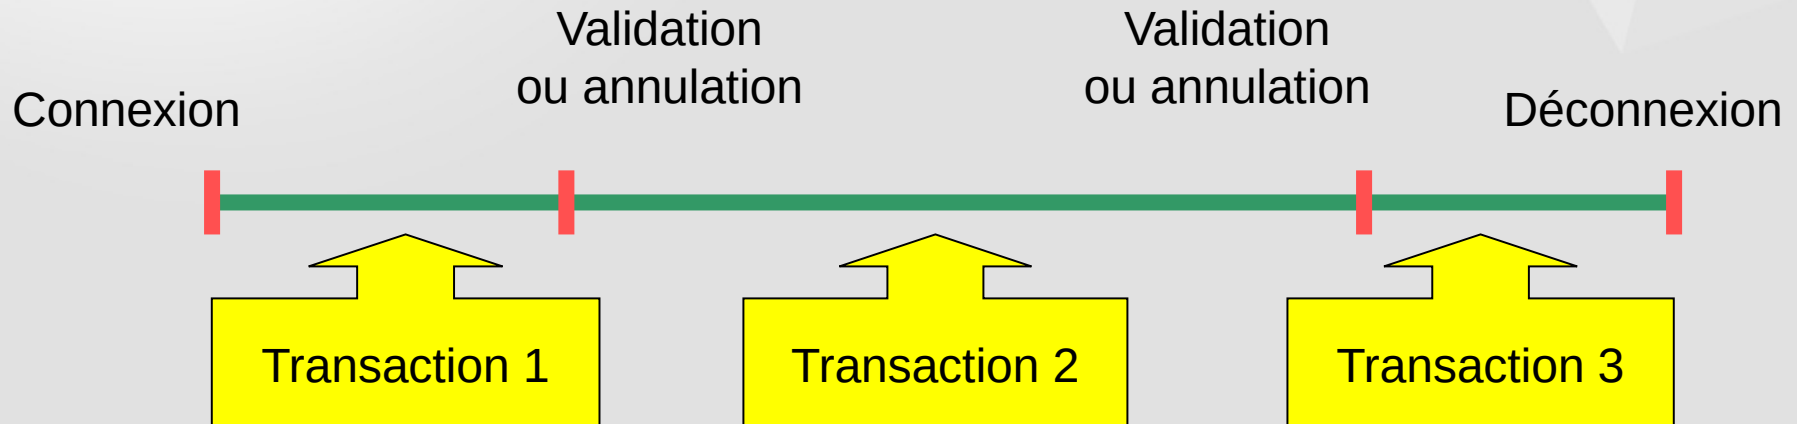 Validation
ou annulation
Validation
ou annulation
Connexion
Déconnexion
Transaction 1
Transaction 2
Transaction 3